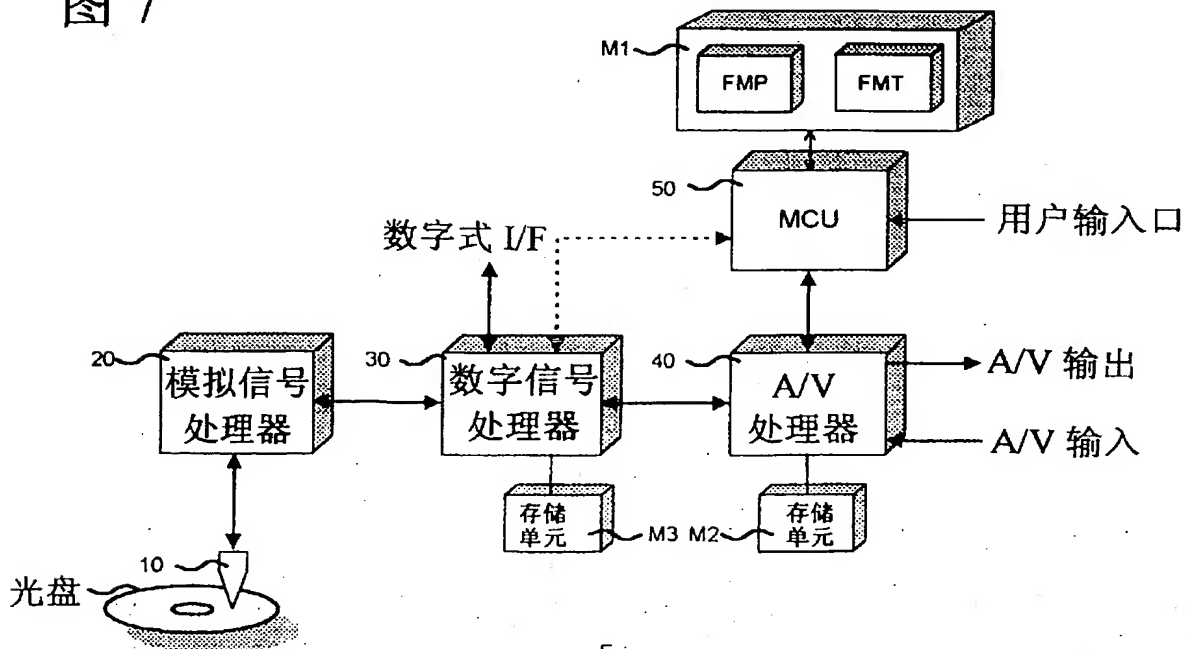 图 7
M1
FMP
FMT
50
MCU
用户输入口
数字式 I/F
20
模拟信号
处理器
30
数字信号
处理器
40
A/V
处理器
A/V 输出
A/V 输入
存储
单元
M3
M2
存储
单元
10
光盘